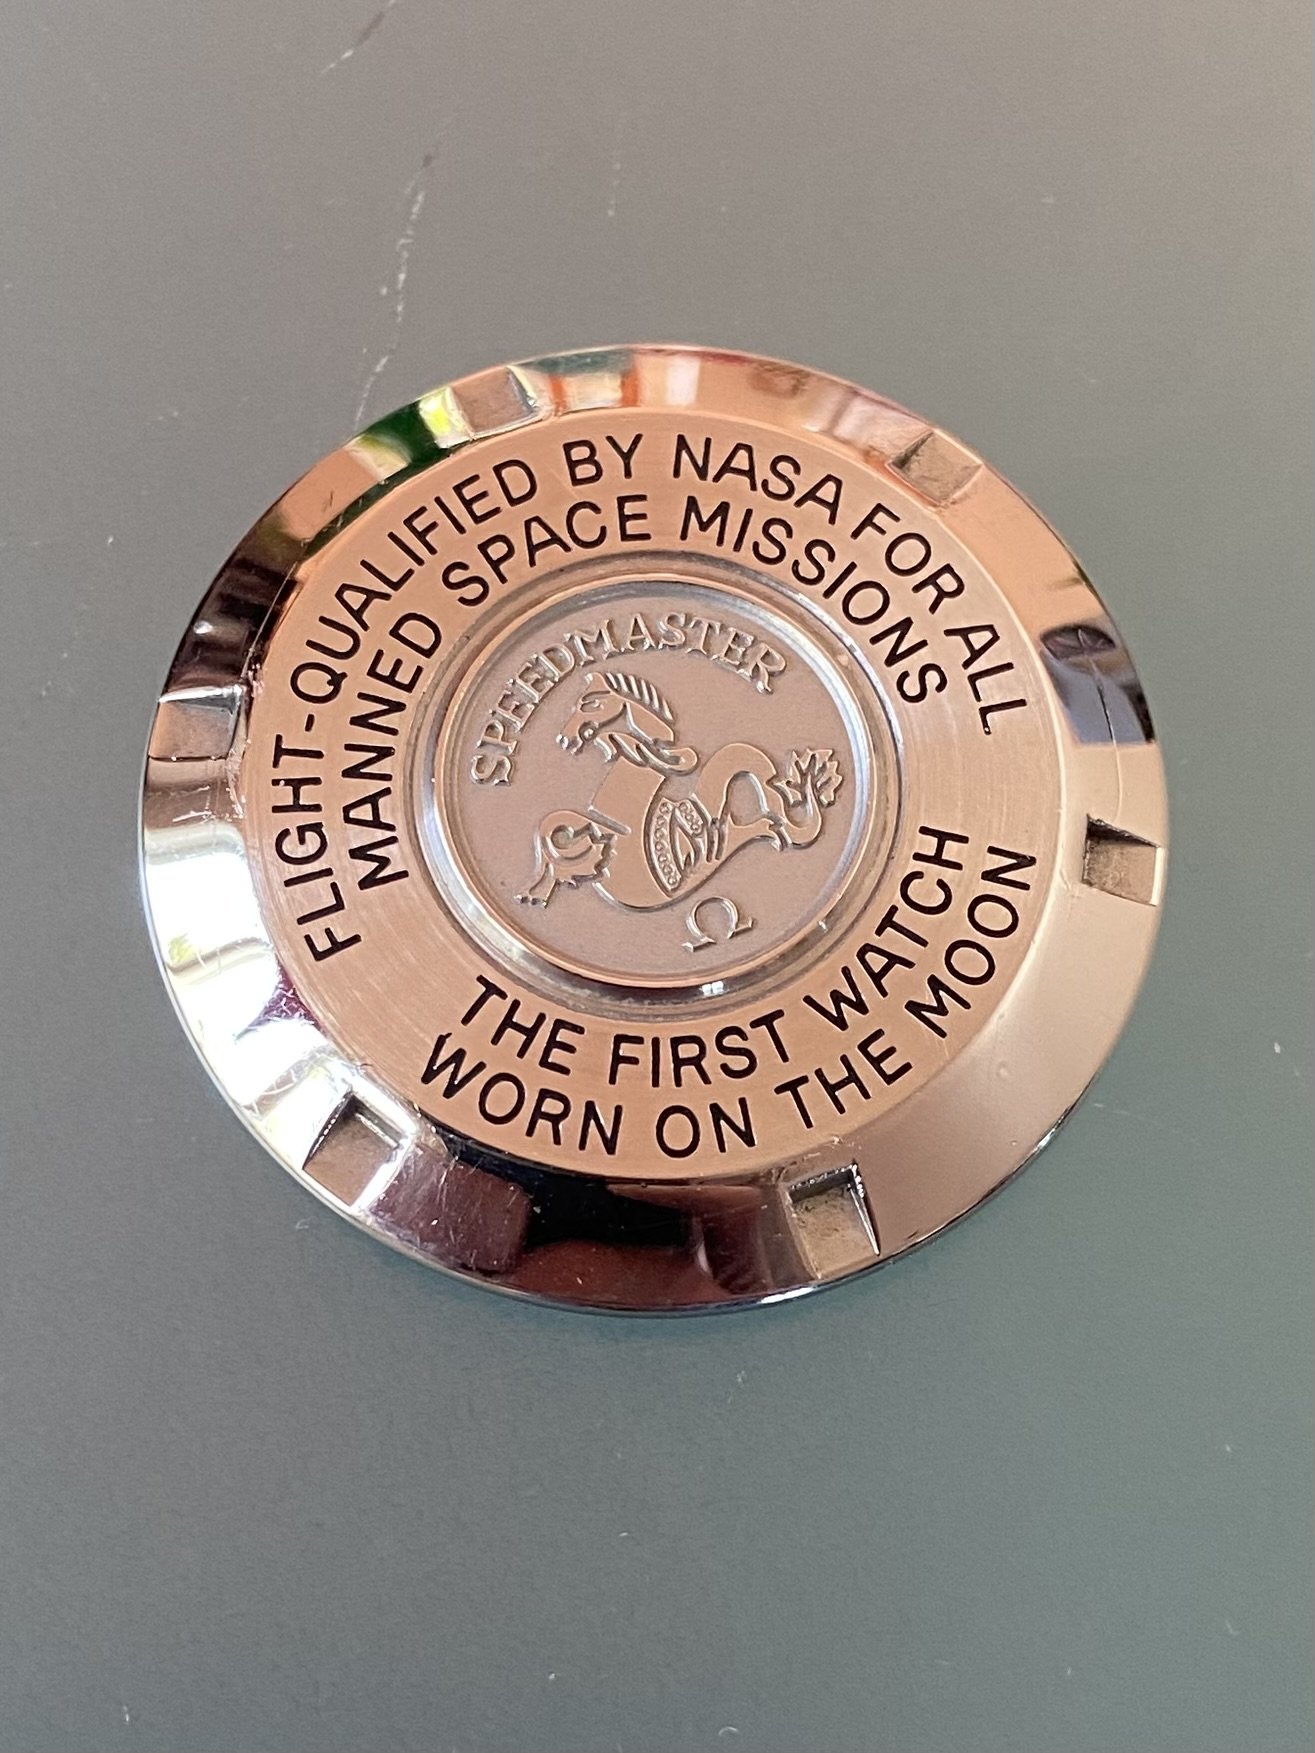 FLIGHT-QUALIFIED BY NASA FOR ALL
MANNED SPACE MISSIONS
SPEEDMASTER
Ω
THE FIRST WATCH
WORN ON THE MOON